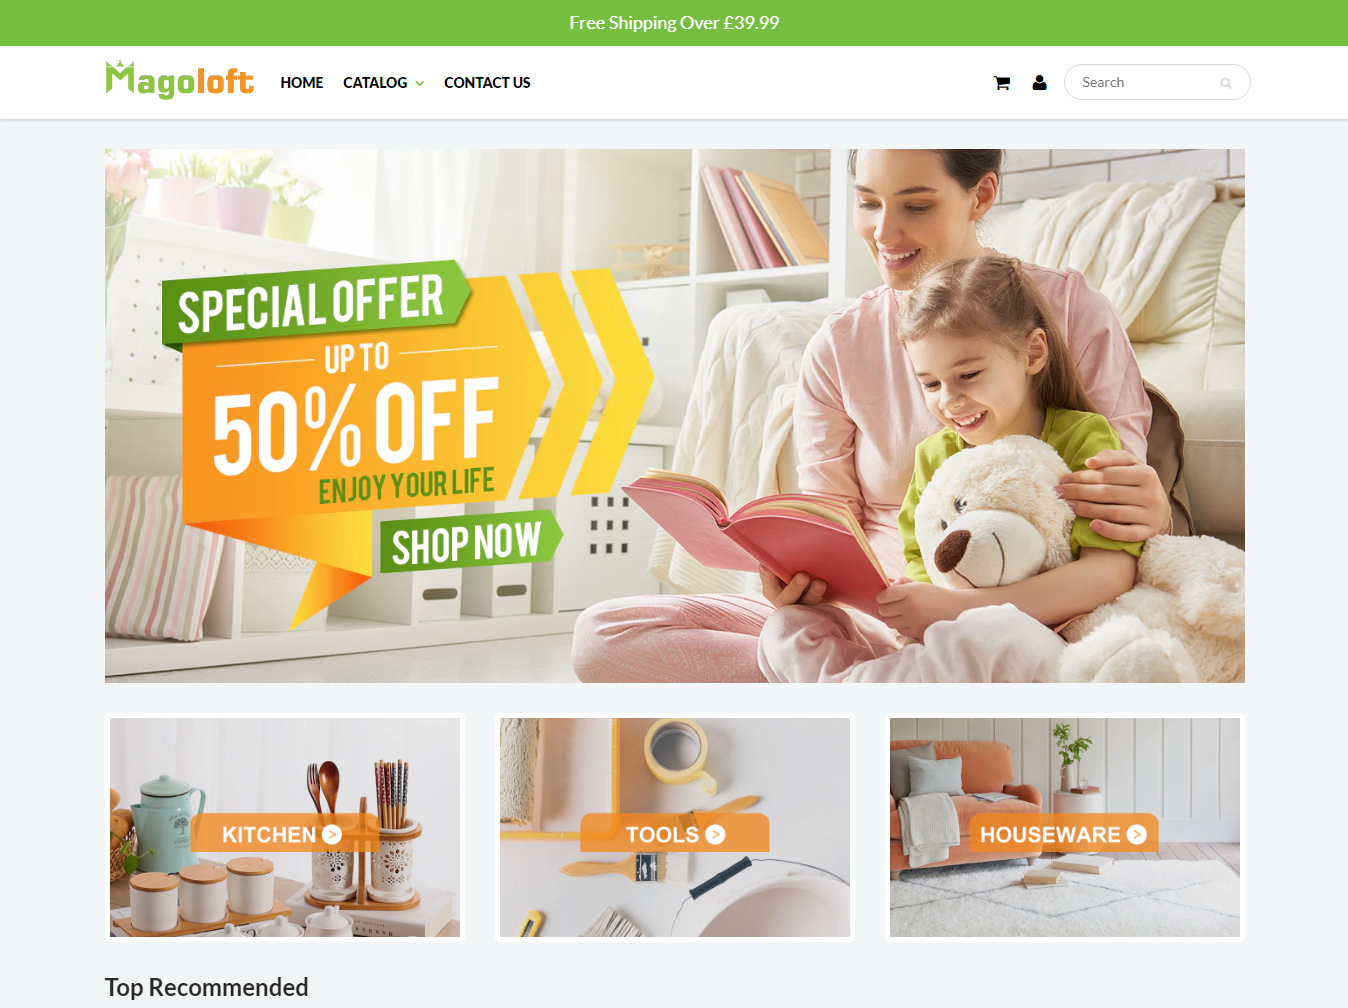 Free Shipping Over £39.99
Magoloft
HOME
CATALOG
CONTACT US
Search
SPECIAL OFFER
UP TO
50% OFF
ENJOY YOUR LIFE
SHOP NOW
KITCHEN >
TOOLS >
HOUSEWARE >
Top Recommended